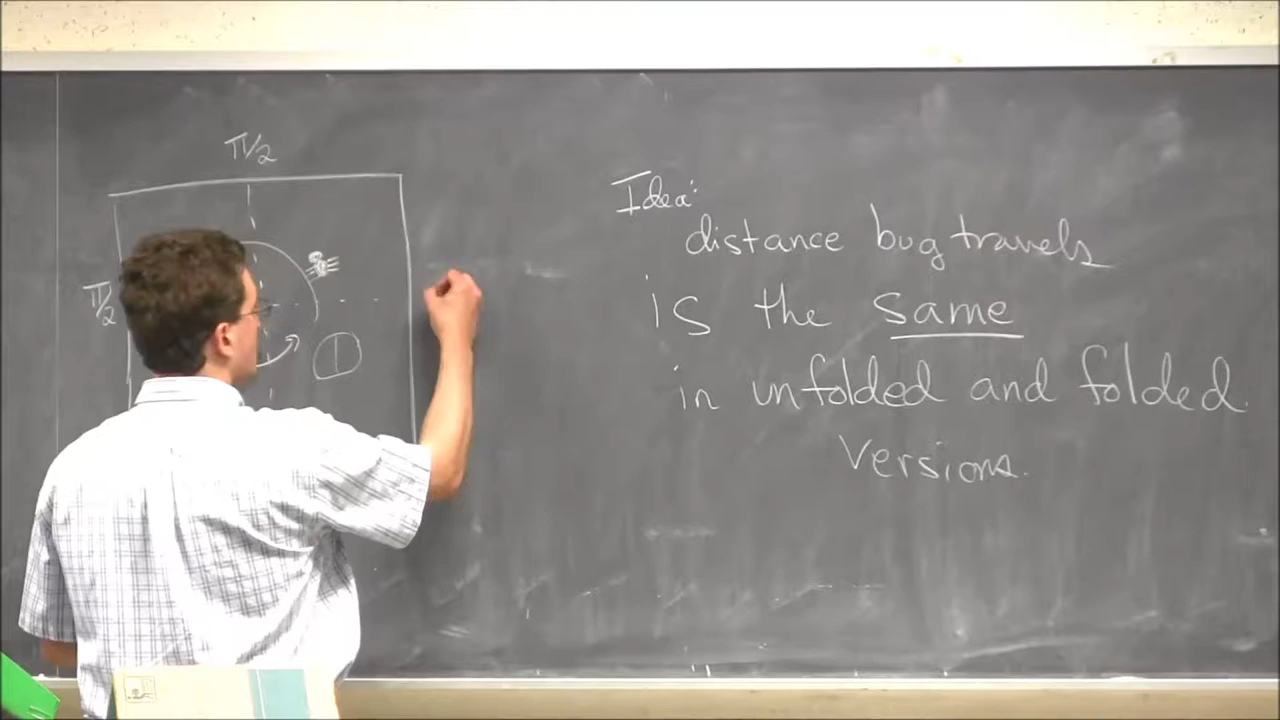 π/2
π/2
1
Idea:
distance bug travels
is the same
in unfolded and folded
versions.